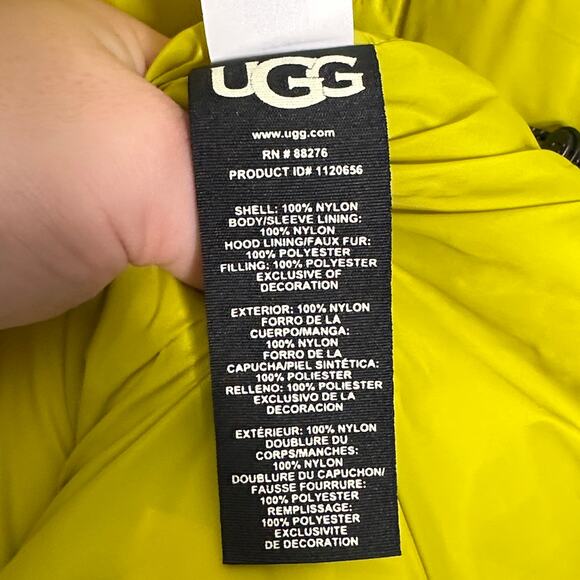 UGG
www.ugg.com
RN # 88276
PRODUCT ID# 1120656
SHELL: 100% NYLON
BODY/SLEEVE LINING:
100% NYLON
HOOD LINING/FAUX FUR:
100% POLYESTER
FILLING: 100% POLYESTER
EXCLUSIVE OF
DECORATION
EXTERIOR: 100% NYLON
FORRO DE LA
CUERPO/MANGA:
100% NYLON
FORRO DE LA
CAPUCHA/PIEL SINTÉTICA:
100% POLIESTER
RELLENO: 100% POLIESTER
EXCLUSIVO DE LA
DECORACION
EXTÉRIEUR: 100% NYLON
DOUBLURE DU
CORPS/MANCHES:
100% NYLON
DOUBLURE DU CAPUCHON/
FAUSSE FOURRURE:
100% POLYESTER
REMPLISSAGE:
100% POLYESTER
EXCLUSIVITE
DE DECORATION